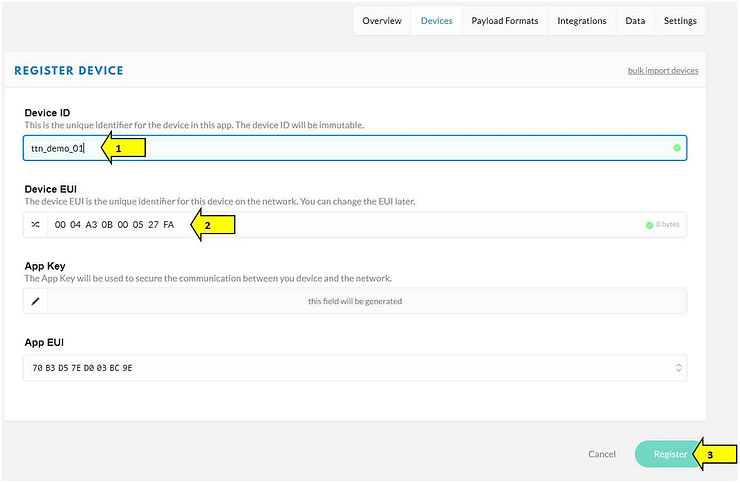 Overview Devices Payload Formats Integrations Data Settings
REGISTER DEVICE bulk import devices
Device ID
This is the unique identifier for the device in this app. The device ID will be immutable.
ttn_demo_01
1
Device EUI
The device EUI is the unique identifier for this device on the network. You can change the EUI later.
00 04 A3 0B 00 05 27 FA
2
8 bytes
App Key
The App Key will be used to secure the communication between you device and the network.
this field will be generated
App EUI
70 B3 D5 7E D0 03 BC 9E
Cancel Register 3